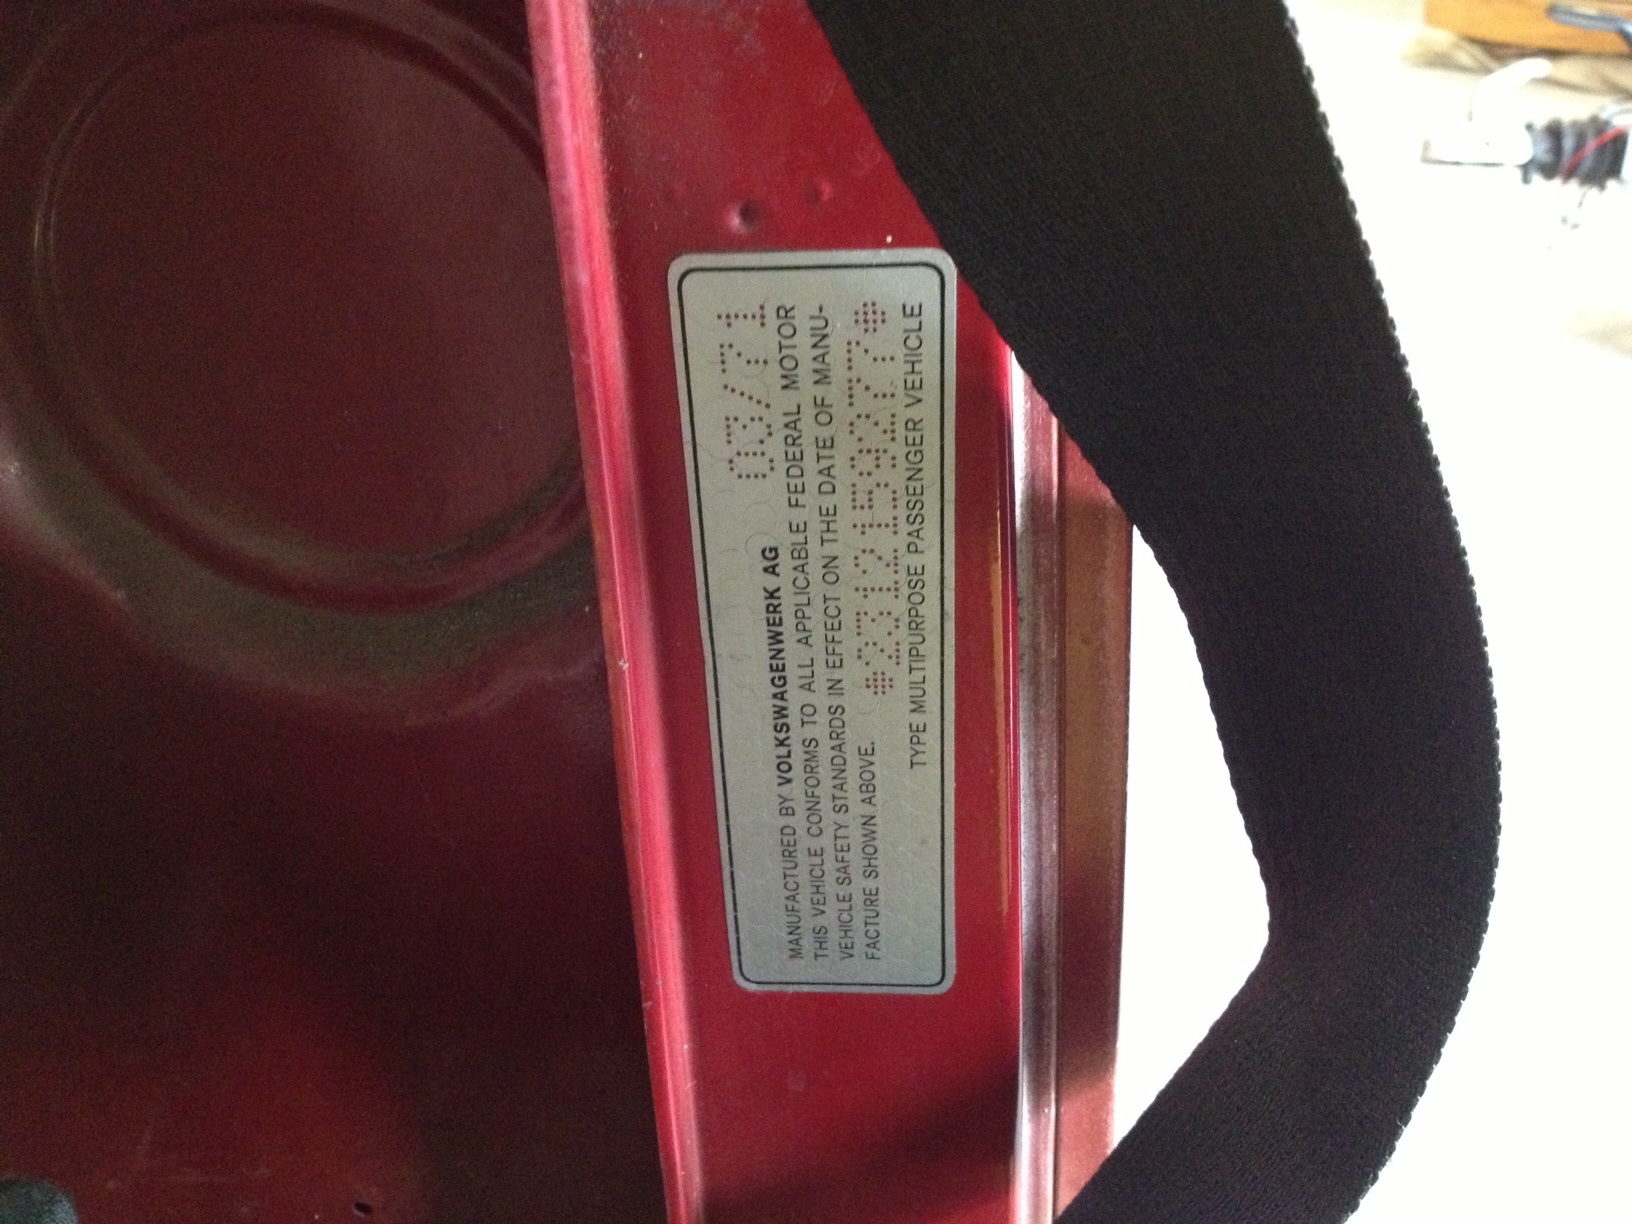 03/71
MANUFACTURED BY VOLKSWAGENWERK AG
THIS VEHICLE CONFORMS TO ALL APPLICABLE FEDERAL MOTOR
VEHICLE SAFETY STANDARDS IN EFFECT ON THE DATE OF MANU-
FACTURE SHOWN ABOVE.
TYPE MULTIPURPOSE PASSENGER VEHICLE